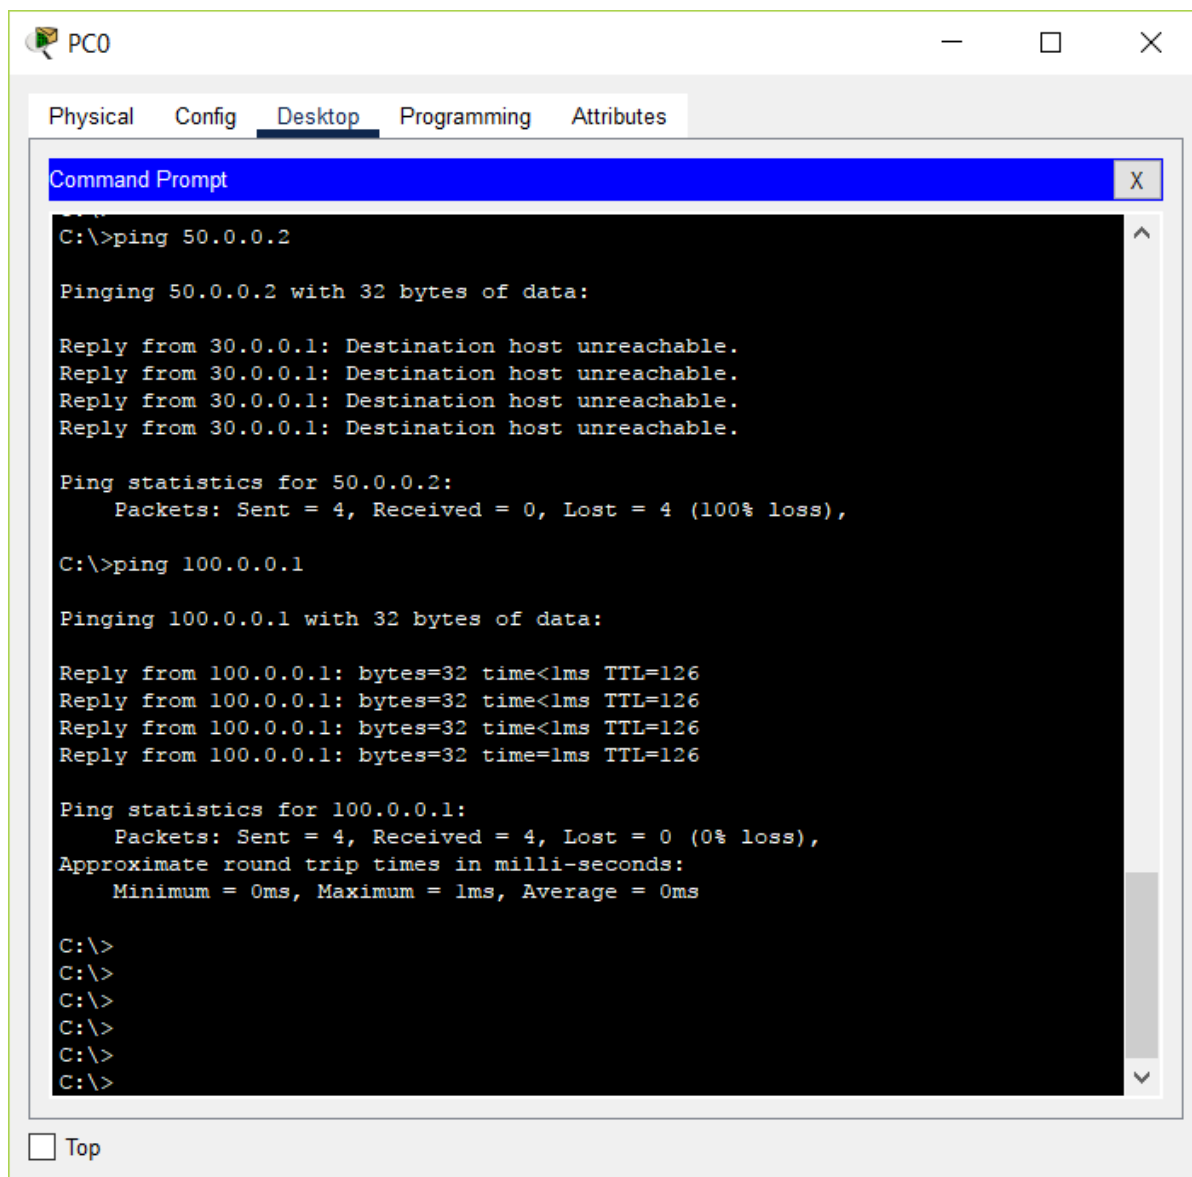 PC0
Physical Config Desktop Programming Attributes
Command Prompt
X
C:\>ping 50.0.0.2
Pinging 50.0.0.2 with 32 bytes of data:
Reply from 30.0.0.1: Destination host unreachable.
Reply from 30.0.0.1: Destination host unreachable.
Reply from 30.0.0.1: Destination host unreachable.
Reply from 30.0.0.1: Destination host unreachable.
Ping statistics for 50.0.0.2:
    Packets: Sent = 4, Received = 0, Lost = 4 (100% loss),
C:\>ping 100.0.0.1
Pinging 100.0.0.1 with 32 bytes of data:
Reply from 100.0.0.1: bytes=32 time<1ms TTL=126
Reply from 100.0.0.1: bytes=32 time<1ms TTL=126
Reply from 100.0.0.1: bytes=32 time<1ms TTL=126
Reply from 100.0.0.1: bytes=32 time=1ms TTL=126
Ping statistics for 100.0.0.1:
    Packets: Sent = 4, Received = 4, Lost = 0 (0% loss),
Approximate round trip times in milli-seconds:
    Minimum = 0ms, Maximum = 1ms, Average = 0ms
C:\>
C:\>
C:\>
C:\>
C:\>
C:\>
Top